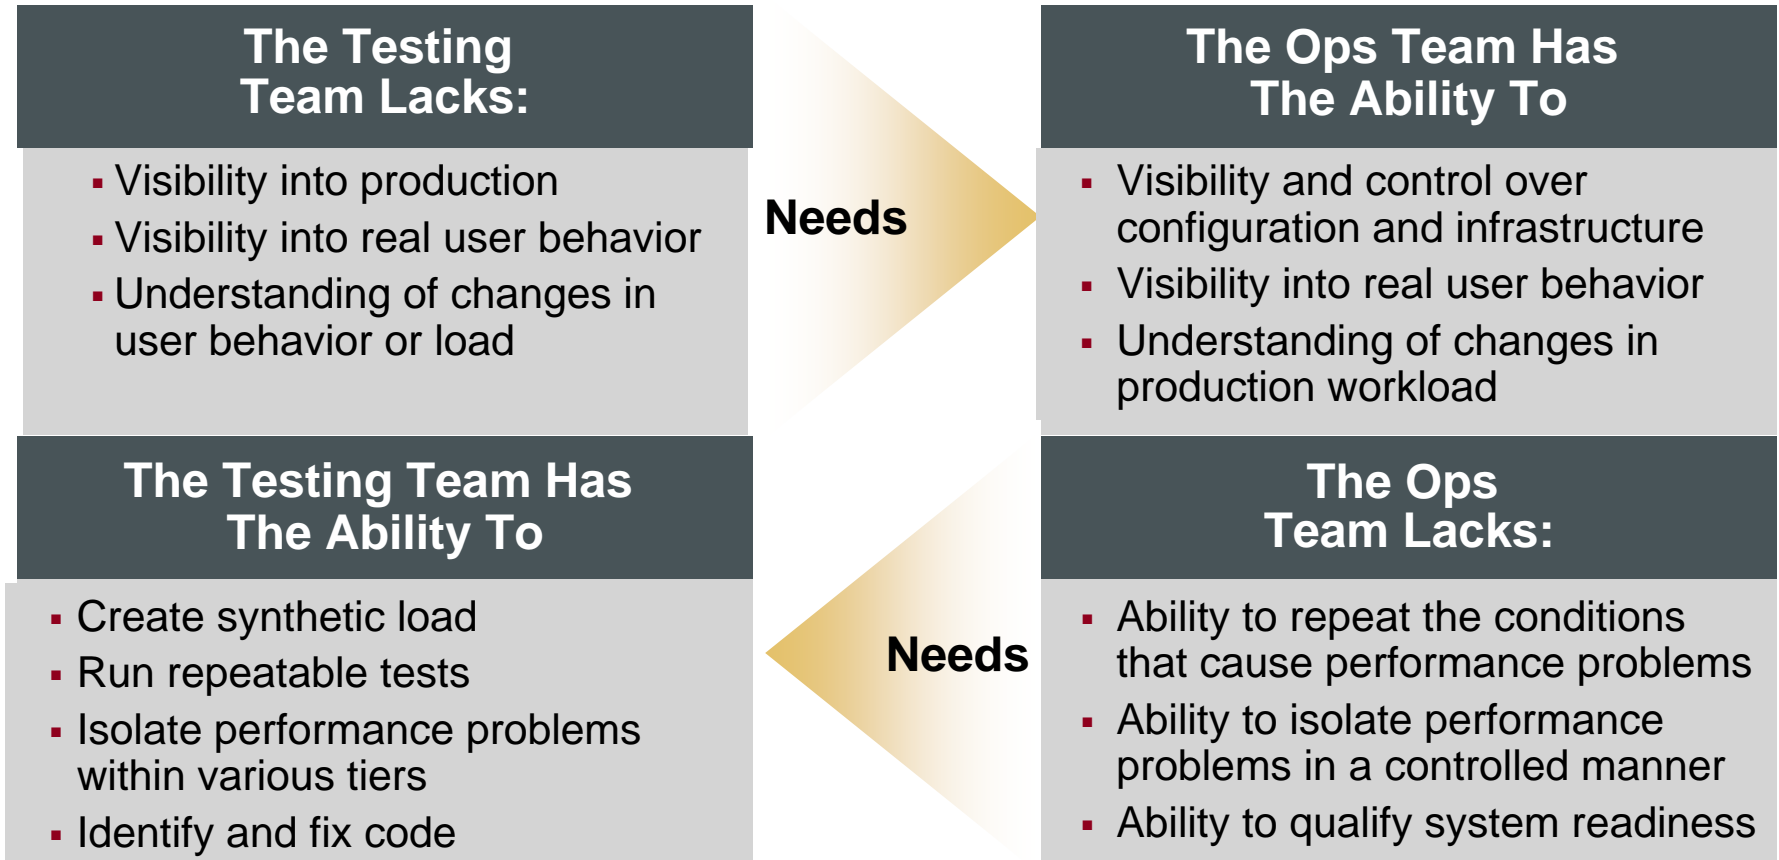 The Testing
Team Lacks:
▪ Visibility into production
▪ Visibility into real user behavior
▪ Understanding of changes in
user behavior or load
Needs
The Ops Team Has
The Ability To
▪ Visibility and control over
configuration and infrastructure
▪ Visibility into real user behavior
▪ Understanding of changes in
production workload
The Testing Team Has
The Ability To
▪ Create synthetic load
▪ Run repeatable tests
▪ Isolate performance problems
within various tiers
▪ Identify and fix code
Needs
The Ops
Team Lacks:
▪ Ability to repeat the conditions
that cause performance problems
▪ Ability to isolate performance
problems in a controlled manner
▪ Ability to qualify system readiness